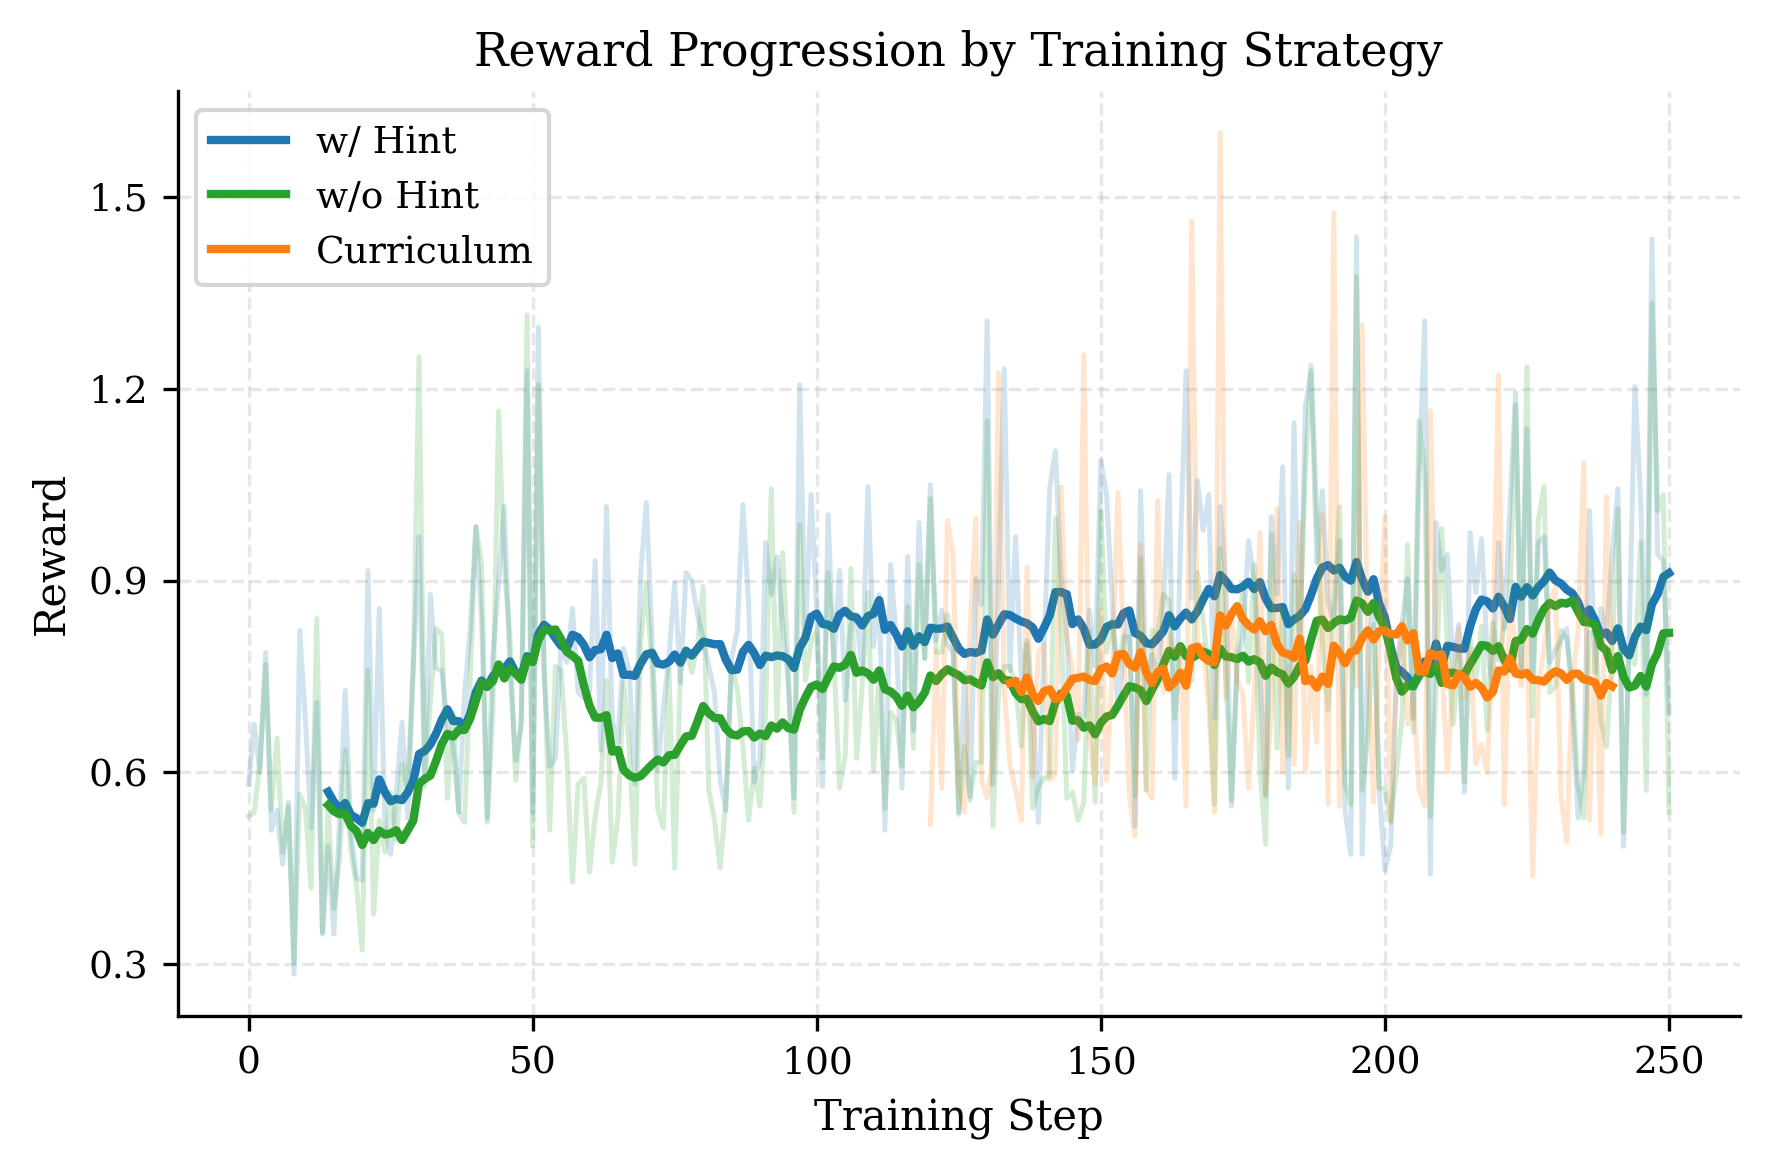 Reward Progression by Training Strategy
w/ Hint
w/o Hint
Curriculum
1.5
1.2
0.9
0.6
0.3
Reward
0 50 100 150 200 250
Training Step